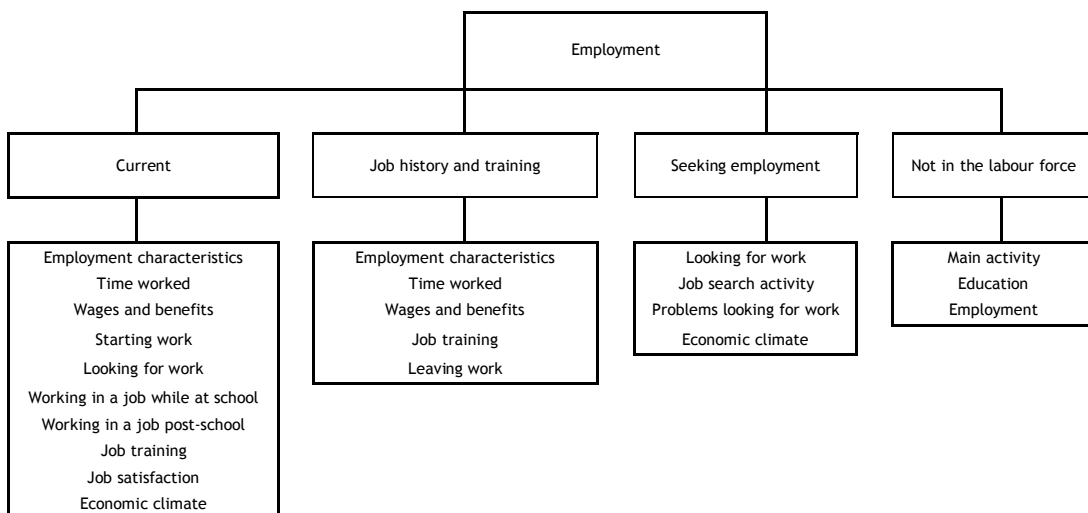 Employment
Current
Job history and training
Seeking employment
Not in the labour force
Employment characteristics
Time worked
Wages and benefits
Starting work
Looking for work
Working in a job while at school
Working in a job post-school
Job training
Job satisfaction
Economic climate
Employment characteristics
Time worked
Wages and benefits
Job training
Leaving work
Looking for work
Job search activity
Problems looking for work
Economic climate
Main activity
Education
Employment